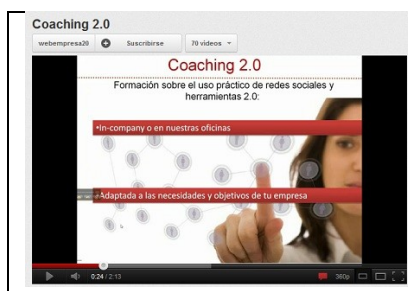 Coaching 2.0
webempresa20 Suscribirse 70 videos
Coaching 2.0
Formación sobre el uso práctico de redes sociales y
herramientas 2.0:
•In-company o en nuestras oficinas
•Adaptada a las necesidades y objetivos de tu empresa
0:24 / 2:13 360p